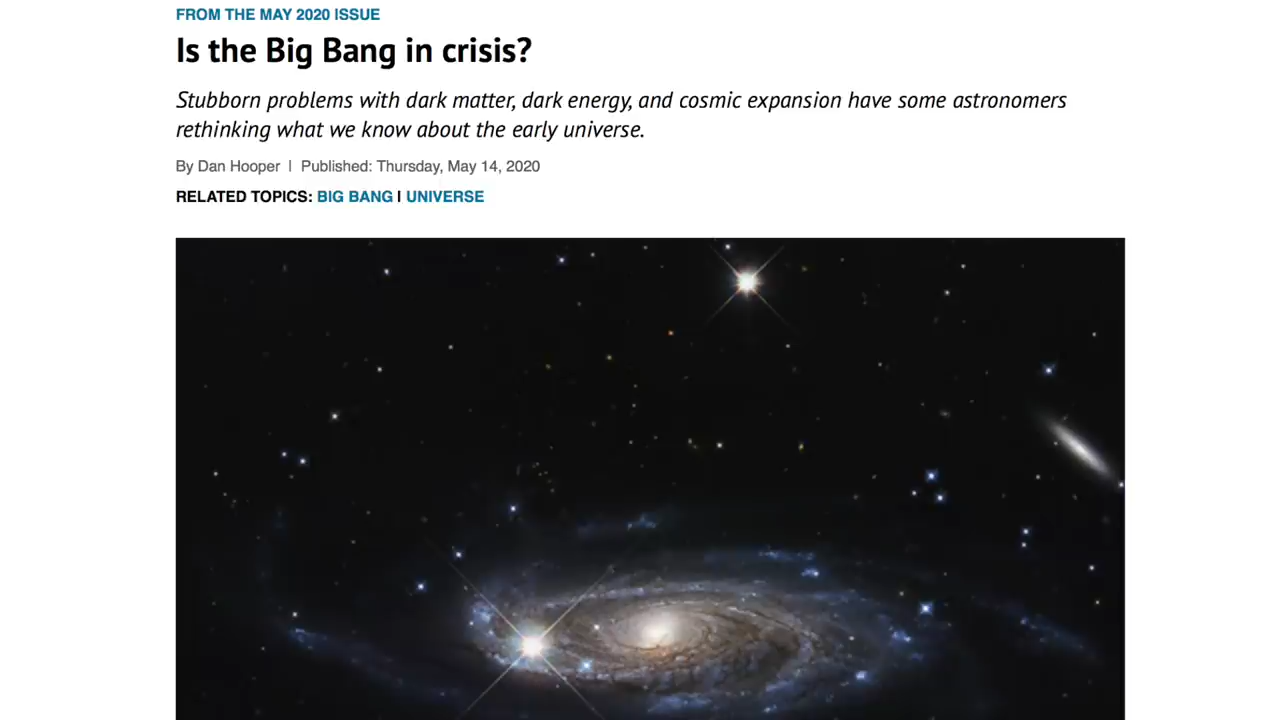 FROM THE MAY 2020 ISSUE
Is the Big Bang in crisis?
Stubborn problems with dark matter, dark energy, and cosmic expansion have some astronomers
rethinking what we know about the early universe.
By Dan Hooper | Published: Thursday, May 14, 2020
RELATED TOPICS: BIG BANG | UNIVERSE